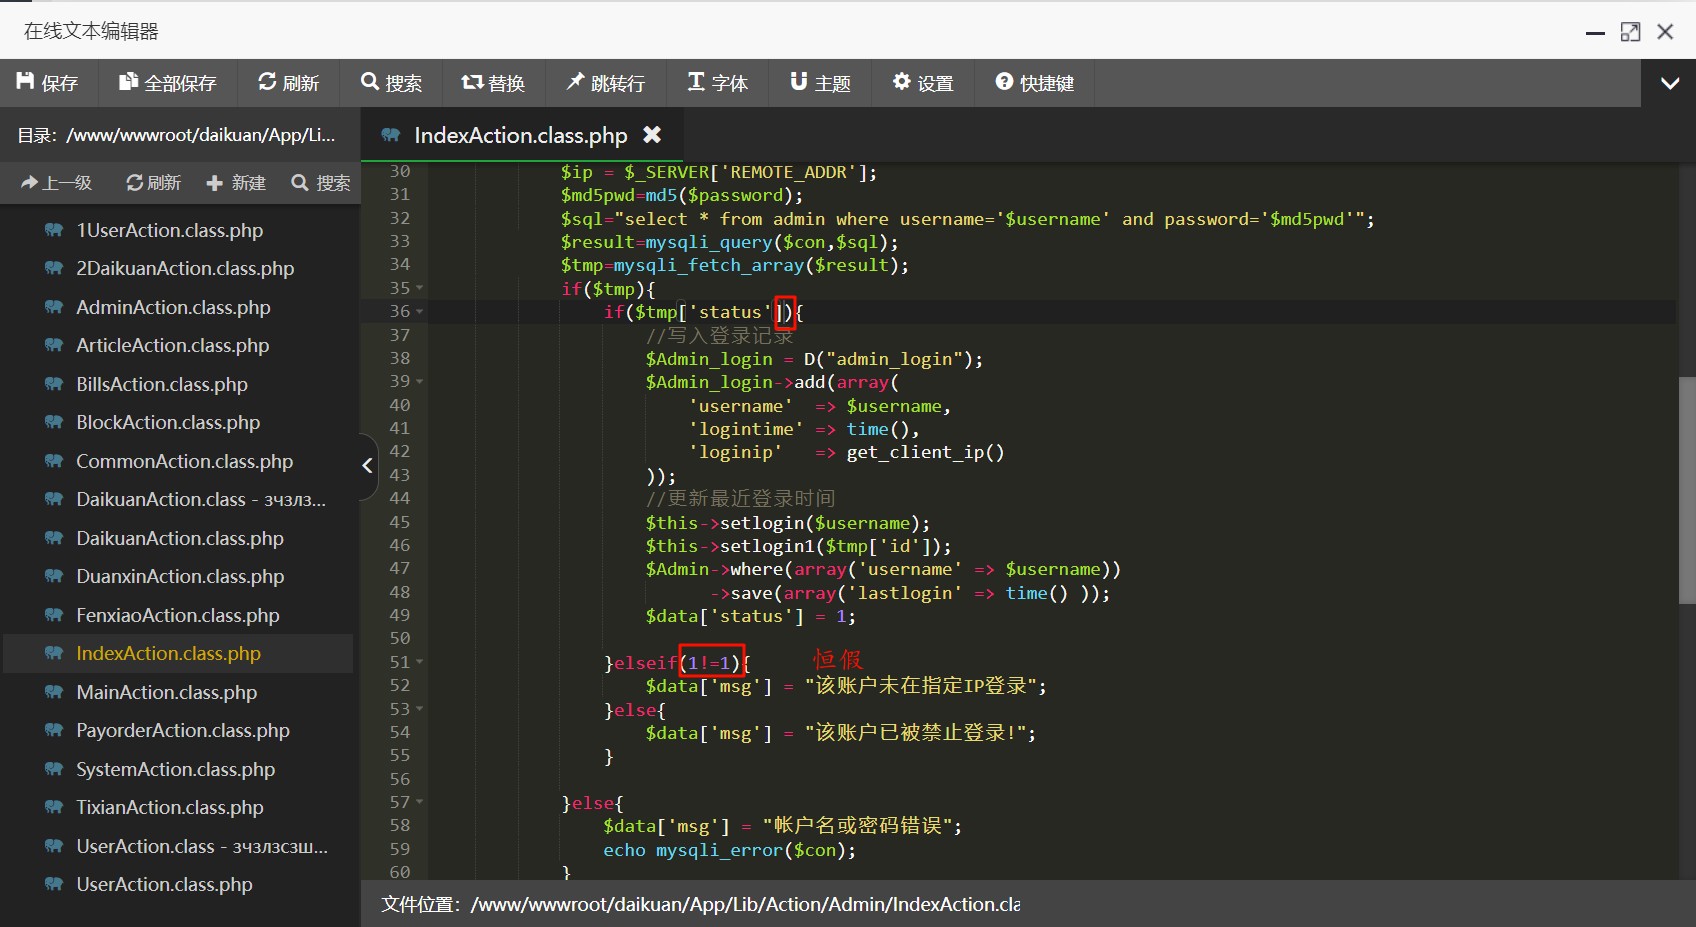 在线文本编辑器
保存 全部保存 刷新 搜索 替换 跳转行 字体 主题 设置 快捷键
目录： /www/wwwroot/daikuan/App/Li...
上一级 刷新 新建 搜索
1UserAction.class.php
2DaikuanAction.class.php
AdminAction.class.php
ArticleAction.class.php
BillsAction.class.php
BlockAction.class.php
CommonAction.class.php
DaikuanAction.class - зчзлз...
DaikuanAction.class.php
DuanxinAction.class.php
FenxiaoAction.class.php
IndexAction.class.php
MainAction.class.php
PayorderAction.class.php
SystemAction.class.php
TixianAction.class.php
UserAction.class - зчзлзсзш...
UserAction.class.php
IndexAction.class.php
30 $ip = $_SERVER['REMOTE_ADDR'];
31 $md5pwd=md5($password);
32 $sql="select * from admin where username='$username' and password='$md5pwd'";
33 $result=mysqli_query($con,$sql);
34 $tmp=mysqli_fetch_array($result);
35 if($tmp){
36 if($tmp['status']){
37 //写入登录记录
38 $Admin_login = D("admin_login");
39 $Admin_login->add(array(
40 'username' => $username,
41 'logintime' => time(),
42 'loginip' => get_client_ip()
43 ));
44 //更新最近登录时间
45 $this->setlogin($username);
46 $this->setlogin1($tmp['id']);
47 $Admin->where(array('username' => $username))
48 ->save(array('lastlogin' => time() ));
49 $data['status'] = 1;
50
51 }elseif(1!=1){ 恒假
52 $data['msg'] = "该账户未在指定IP登录";
53 }else{
54 $data['msg'] = "该账户已被禁止登录!";
55 }
56
57 }else{
58 $data['msg'] = "帐户名或密码错误";
59 echo mysqli_error($con);
60 }
文件位置： /www/wwwroot/daikuan/App/Lib/Action/Admin/IndexAction.cla